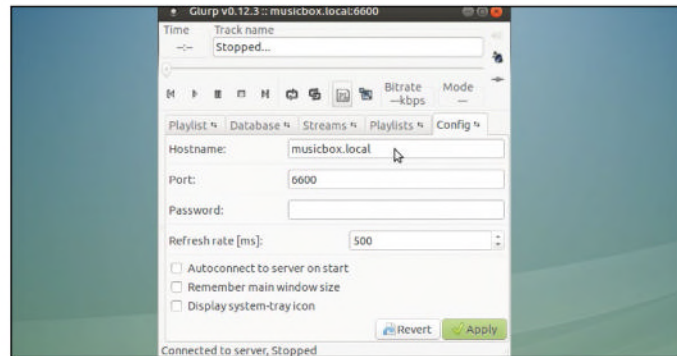 Glurp v0.12.3 :: musicbox.local:6600
Time Track name
--:-- Stopped...
Bitrate Mode
—kbps —
Playlist Database Streams Playlists Config
Hostname: musicbox.local
Port: 6600
Password:
Refresh rate [ms]: 500
Autoconnect to server on start
Remember main window size
Display system-tray icon
Revert Apply
Connected to server, Stopped